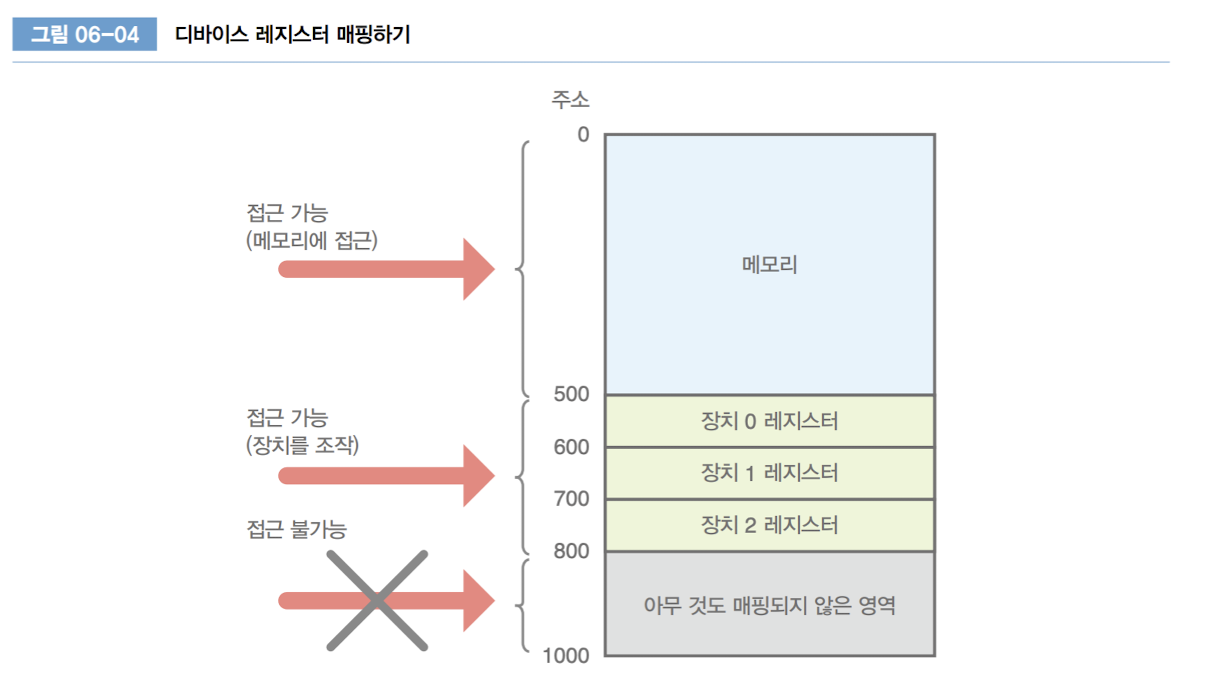 그림 06-04 디바이스 레지스터 매핑하기
주소
0
접근 가능
(메모리에 접근)
메모리
500
접근 가능
(장치를 조작)
장치 0 레지스터
600
장치 1 레지스터
700
장치 2 레지스터
접근 불가능
800
아무 것도 매핑되지 않은 영역
1000